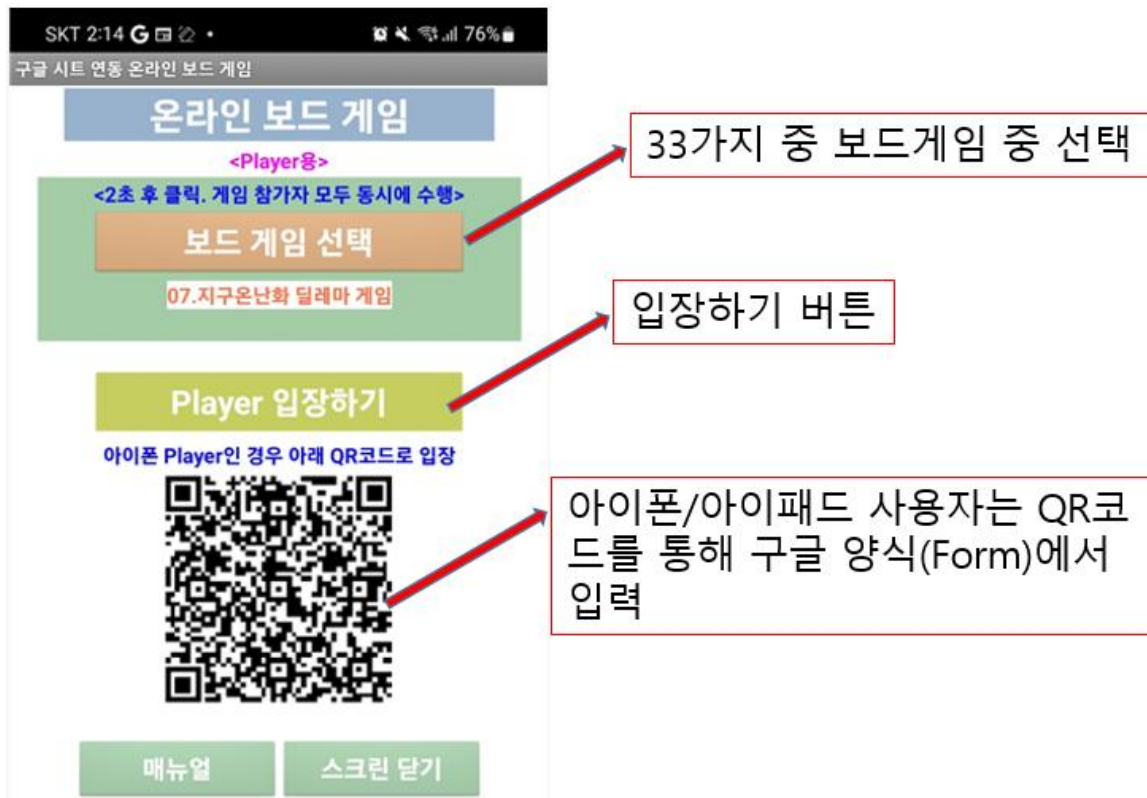 SKT 2:14 G
76%
구글 시트 연동 온라인 보드 게임
온라인 보드 게임
<Player용>
<2초 후 클릭. 게임 참가자 모두 동시에 수행>
보드 게임 선택
07.지구온난화 딜레마 게임
Player 입장하기
아이폰 Player인 경우 아래 QR코드로 입장
매뉴얼
스크린 닫기
33가지 중 보드게임 중 선택
입장하기 버튼
아이폰/아이패드 사용자는 QR코
드를 통해 구글 양식(Form)에서
입력